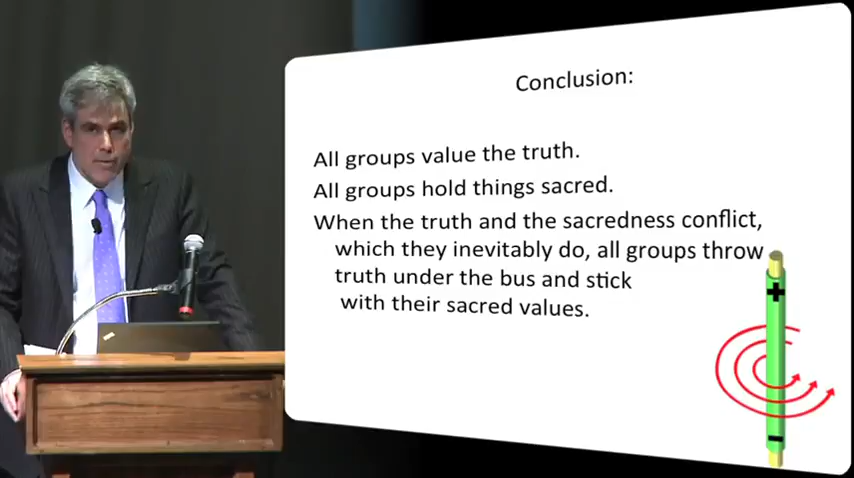 Conclusion:
All groups value the truth.
All groups hold things sacred.
When the truth and the sacredness conflict,
which they inevitably do, all groups throw
truth under the bus and stick
with their sacred values.
+
-